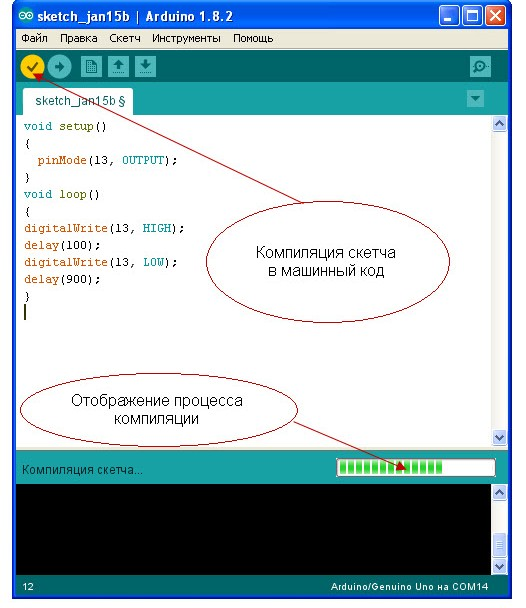 sketch_jan15b | Arduino 1.8.2
Файл Правка Скетч Инструменты Помощь
sketch_jan15b §
void setup()
{
pinMode(13, OUTPUT);
}
void loop()
{
digitalWrite(13, HIGH);
delay(100);
digitalWrite(13, LOW);
delay(900);
}
Компиляция скетча
в машинный код
Отображение процесса
компиляции
Компиляция скетча...
12
Arduino/Genuino Uno на COM14